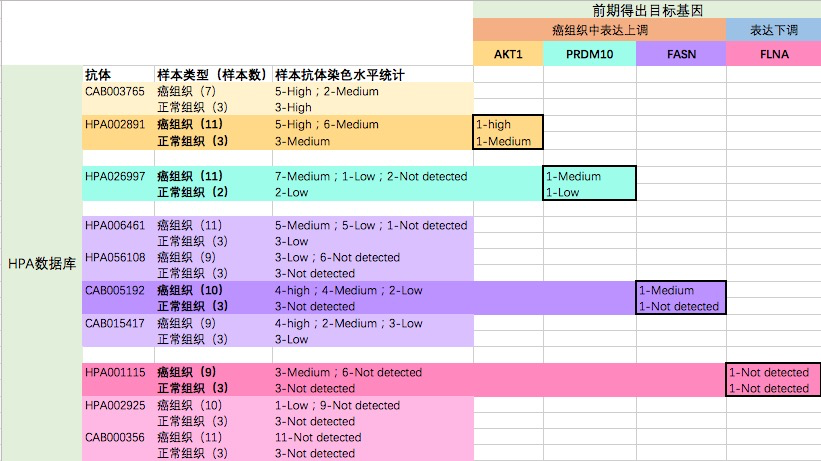 前期得出目标基因
癌组织中表达上调 表达下调
AKT1 PRDM10 FASN FLNA
HPA数据库
抗体 样本类型（样本数） 样本抗体染色水平统计
CAB003765 癌组织（7） 5-High；2-Medium
正常组织（3） 3-High
HPA002891 癌组织（11） 5-High；6-Medium 1-high
正常组织（3） 3-Medium 1-Medium
HPA026997 癌组织（11） 7-Medium；1-Low；2-Not detected 1-Medium
正常组织（2） 2-Low 1-Low
HPA006461 癌组织（11） 5-Medium；5-Low；1-Not detected
正常组织（3） 3-Low
HPA056108 癌组织（9） 3-Low；6-Not detected
正常组织（3） 3-Not detected
CAB005192 癌组织（10） 4-high；4-Medium；2-Low 1-Medium
正常组织（3） 3-Not detected 1-Not detected
CAB015417 癌组织（9） 4-high；2-Medium；3-Low
正常组织（3） 3-Low
HPA001115 癌组织（9） 3-Medium；6-Not detected 1-Not detected
正常组织（3） 3-Not detected 1-Not detected
HPA002925 癌组织（10） 1-Low；9-Not detected
正常组织（3） 3-Not detected
CAB000356 癌组织（11） 11-Not detected
正常组织（3） 3-Not detected